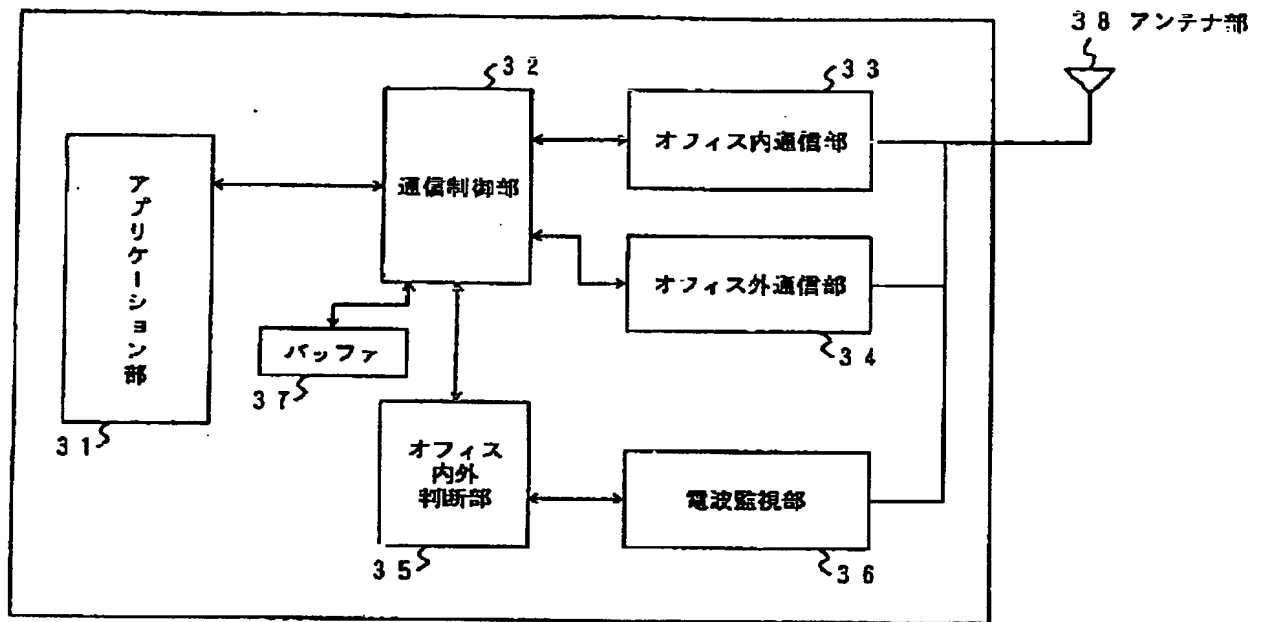 38 アンテナ部
32
33
通信制御部
オフィス内通信部
アプリケーション部
オフィス外通信部
34
バッファ
37
31
オフィス
内外
判断部
電波監視部
35
36